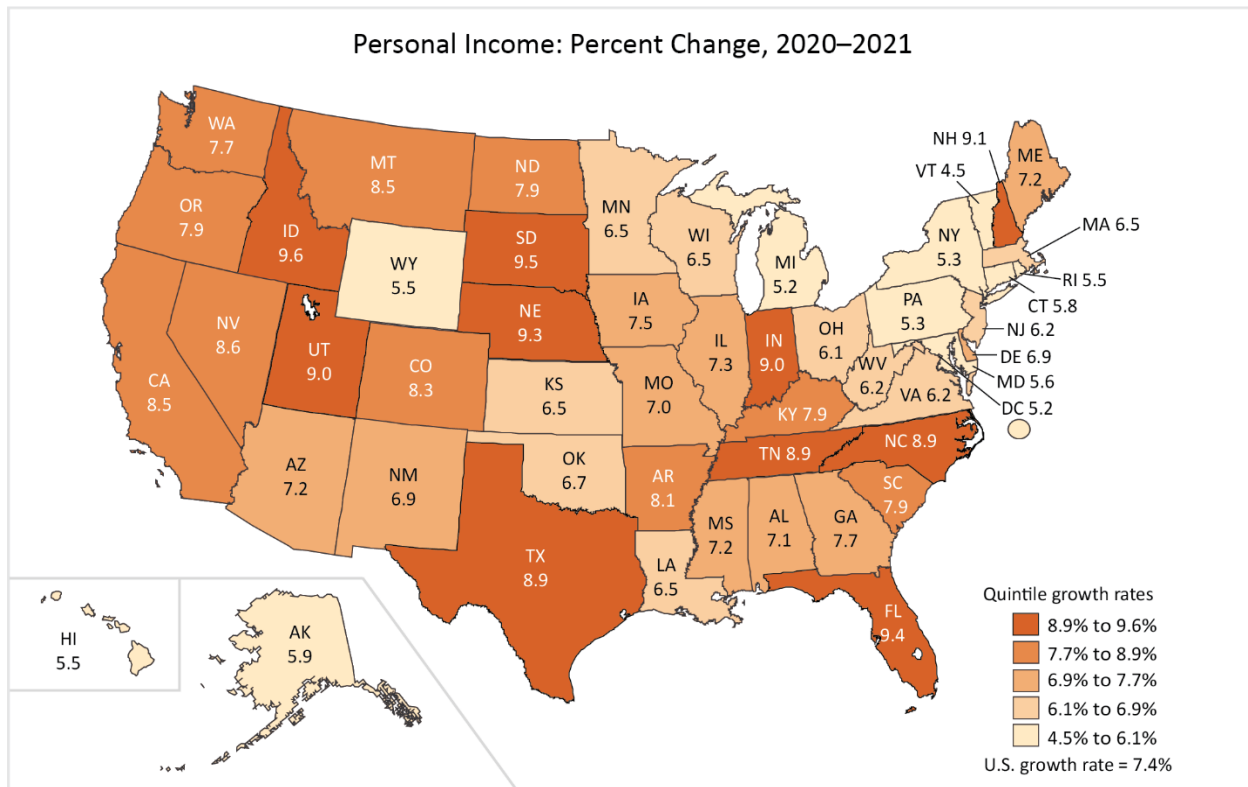 Personal Income: Percent Change, 2020–2021
WA
7.7
OR
7.9
CA
8.5
NV
8.6
ID
9.6
MT
8.5
WY
5.5
UT
9.0
CO
8.3
AZ
7.2
NM
6.9
ND
7.9
SD
9.5
NE
9.3
KS
6.5
OK
6.7
TX
8.9
MN
6.5
IA
7.5
MO
7.0
AR
8.1
LA
6.5
WI
6.5
IL
7.3
MI
5.2
IN
9.0
OH
6.1
KY 7.9
TN 8.9
MS
7.2
AL
7.1
GA
7.7
FL
9.4
SC
7.9
NC 8.9
VA 6.2
WV
6.2
PA
5.3
NY
5.3
VT 4.5
NH 9.1
ME
7.2
MA 6.5
RI 5.5
CT 5.8
NJ 6.2
DE 6.9
MD 5.6
DC 5.2
HI
5.5
AK
5.9
Quintile growth rates
8.9% to 9.6%
7.7% to 8.9%
6.9% to 7.7%
6.1% to 6.9%
4.5% to 6.1%
U.S. growth rate = 7.4%